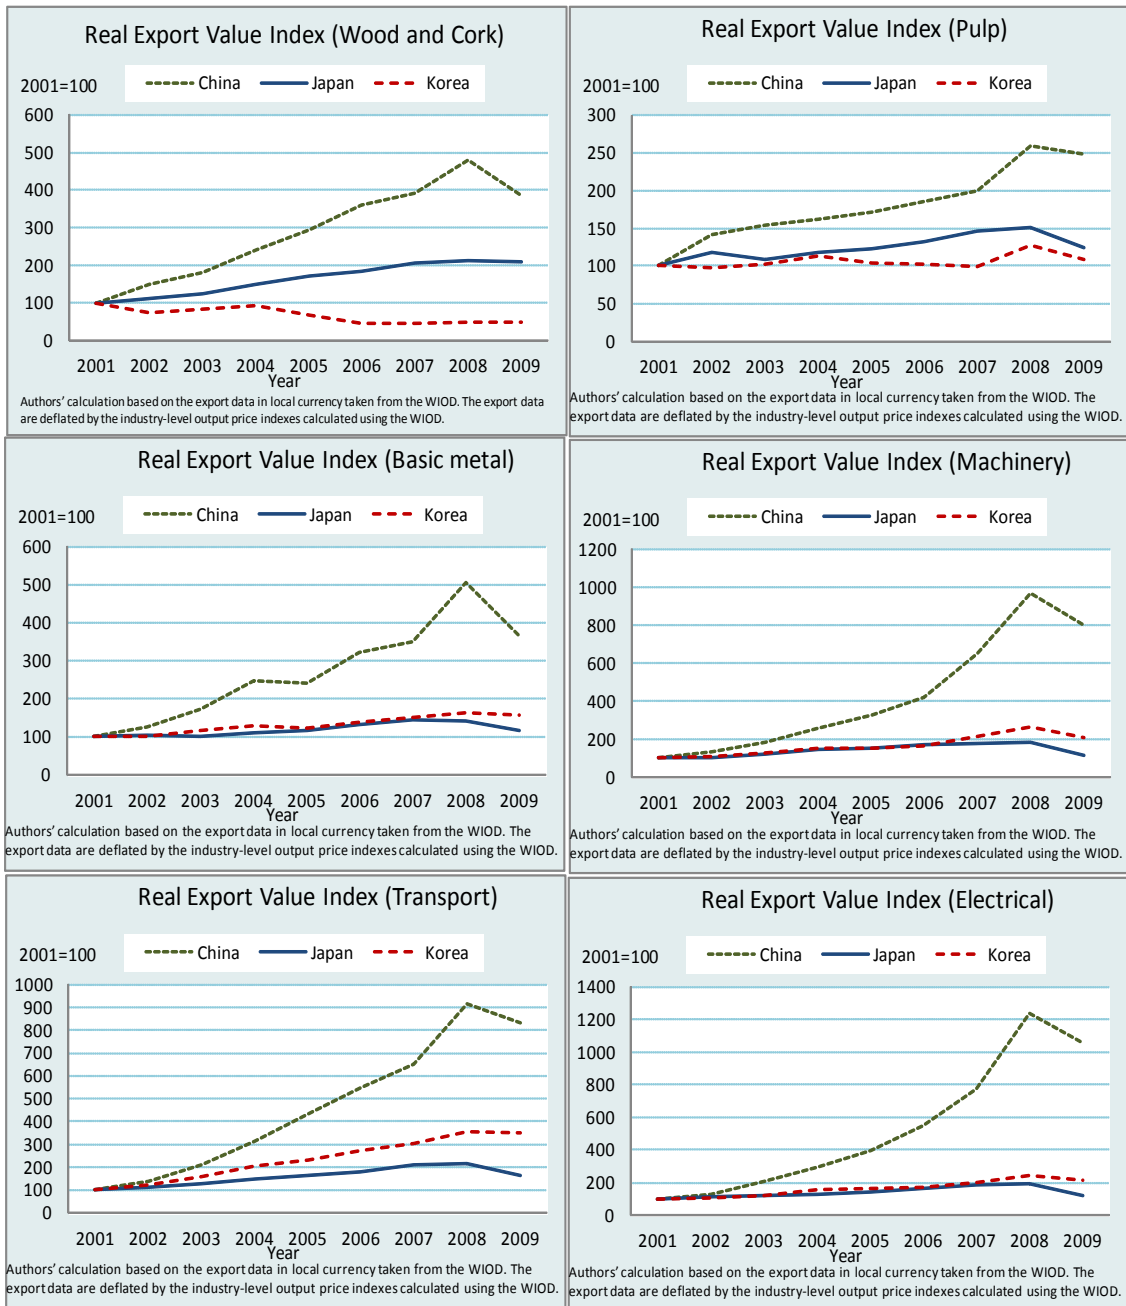 Real Export Value Index (Wood and Cork)
2001=100
China Japan Korea
600
500
400
300
200
100
0
2001 2002 2003 2004 2005 2006 2007 2008 2009
Year
Authors' calculation based on the export data in local currency taken from the WIOD. The export data
are deflated by the industry-level output price indexes calculated using the WIOD.
Real Export Value Index (Pulp)
2001=100
China Japan Korea
300
250
200
150
100
50
0
2001 2002 2003 2004 2005 2006 2007 2008 2009
Year
Authors' calculation based on the export data in local currency taken from the WIOD. The
export data are deflated by the industry-level output price indexes calculated using the WIOD.
Real Export Value Index (Basic metal)
2001=100
China Japan Korea
600
500
400
300
200
100
0
2001 2002 2003 2004 2005 2006 2007 2008 2009
Year
Authors' calculation based on the export data in local currency taken from the WIOD. The
export data are deflated by the industry-level output price indexes calculated using the WIOD.
Real Export Value Index (Machinery)
2001=100
China Japan Korea
1200
1000
800
600
400
200
0
2001 2002 2003 2004 2005 2006 2007 2008 2009
Year
Authors' calculation based on the export data in local currency taken from the WIOD. The
export data are deflated by the industry-level output price indexes calculated using the WIOD.
Real Export Value Index (Transport)
2001=100
China Japan Korea
1000
900
800
700
600
500
400
300
200
100
0
2001 2002 2003 2004 2005 2006 2007 2008 2009
Year
Authors' calculation based on the export data in local currency taken from the WIOD. The
export data are deflated by the industry-level output price indexes calculated using the WIOD.
Real Export Value Index (Electrical)
2001=100
China Japan Korea
1400
1200
1000
800
600
400
200
0
2001 2002 2003 2004 2005 2006 2007 2008 2009
Year
Authors' calculation based on the export data in local currency taken from the WIOD. The
export data are deflated by the industry-level output price indexes calculated using the WIOD.